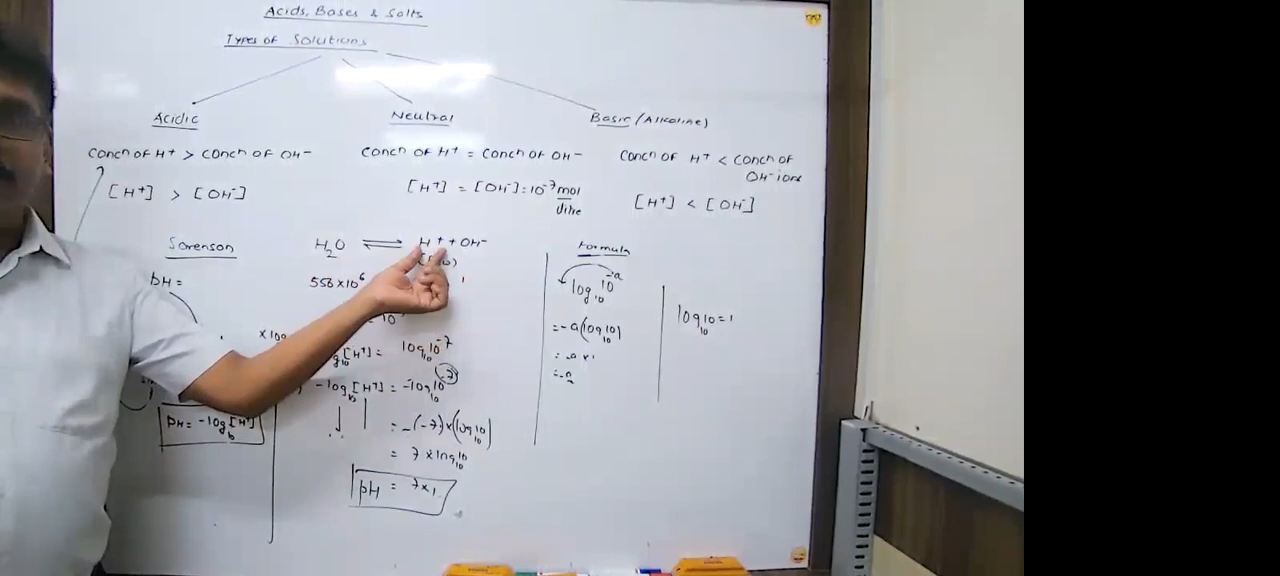 Acids, Bases & Salts
Types of Solutions
Acidic
Neutral
Basic (Alkaline)
Concn of H+ > Concn of OH-
Concn of H+ = Concn of OH-
Concn of H+ < Concn of OH- ions
[H+] > [OH-]
[H+] = [OH-] = 10-7 mol
litre
[H+] < [OH-]
Sorenson
pH =
pH = -log10 [H+]
H2O ⇌ H+ + OH-
log10 [H+] = log10 10-7
-log10 [H+] = -log10 10-7
= -(-7) × (log10 10)
= 7 × log10 10
pH = 7×1
Formula
log10 10-a
= -a(log10 10)
= -a × 1
= -a
log10 10 = 1